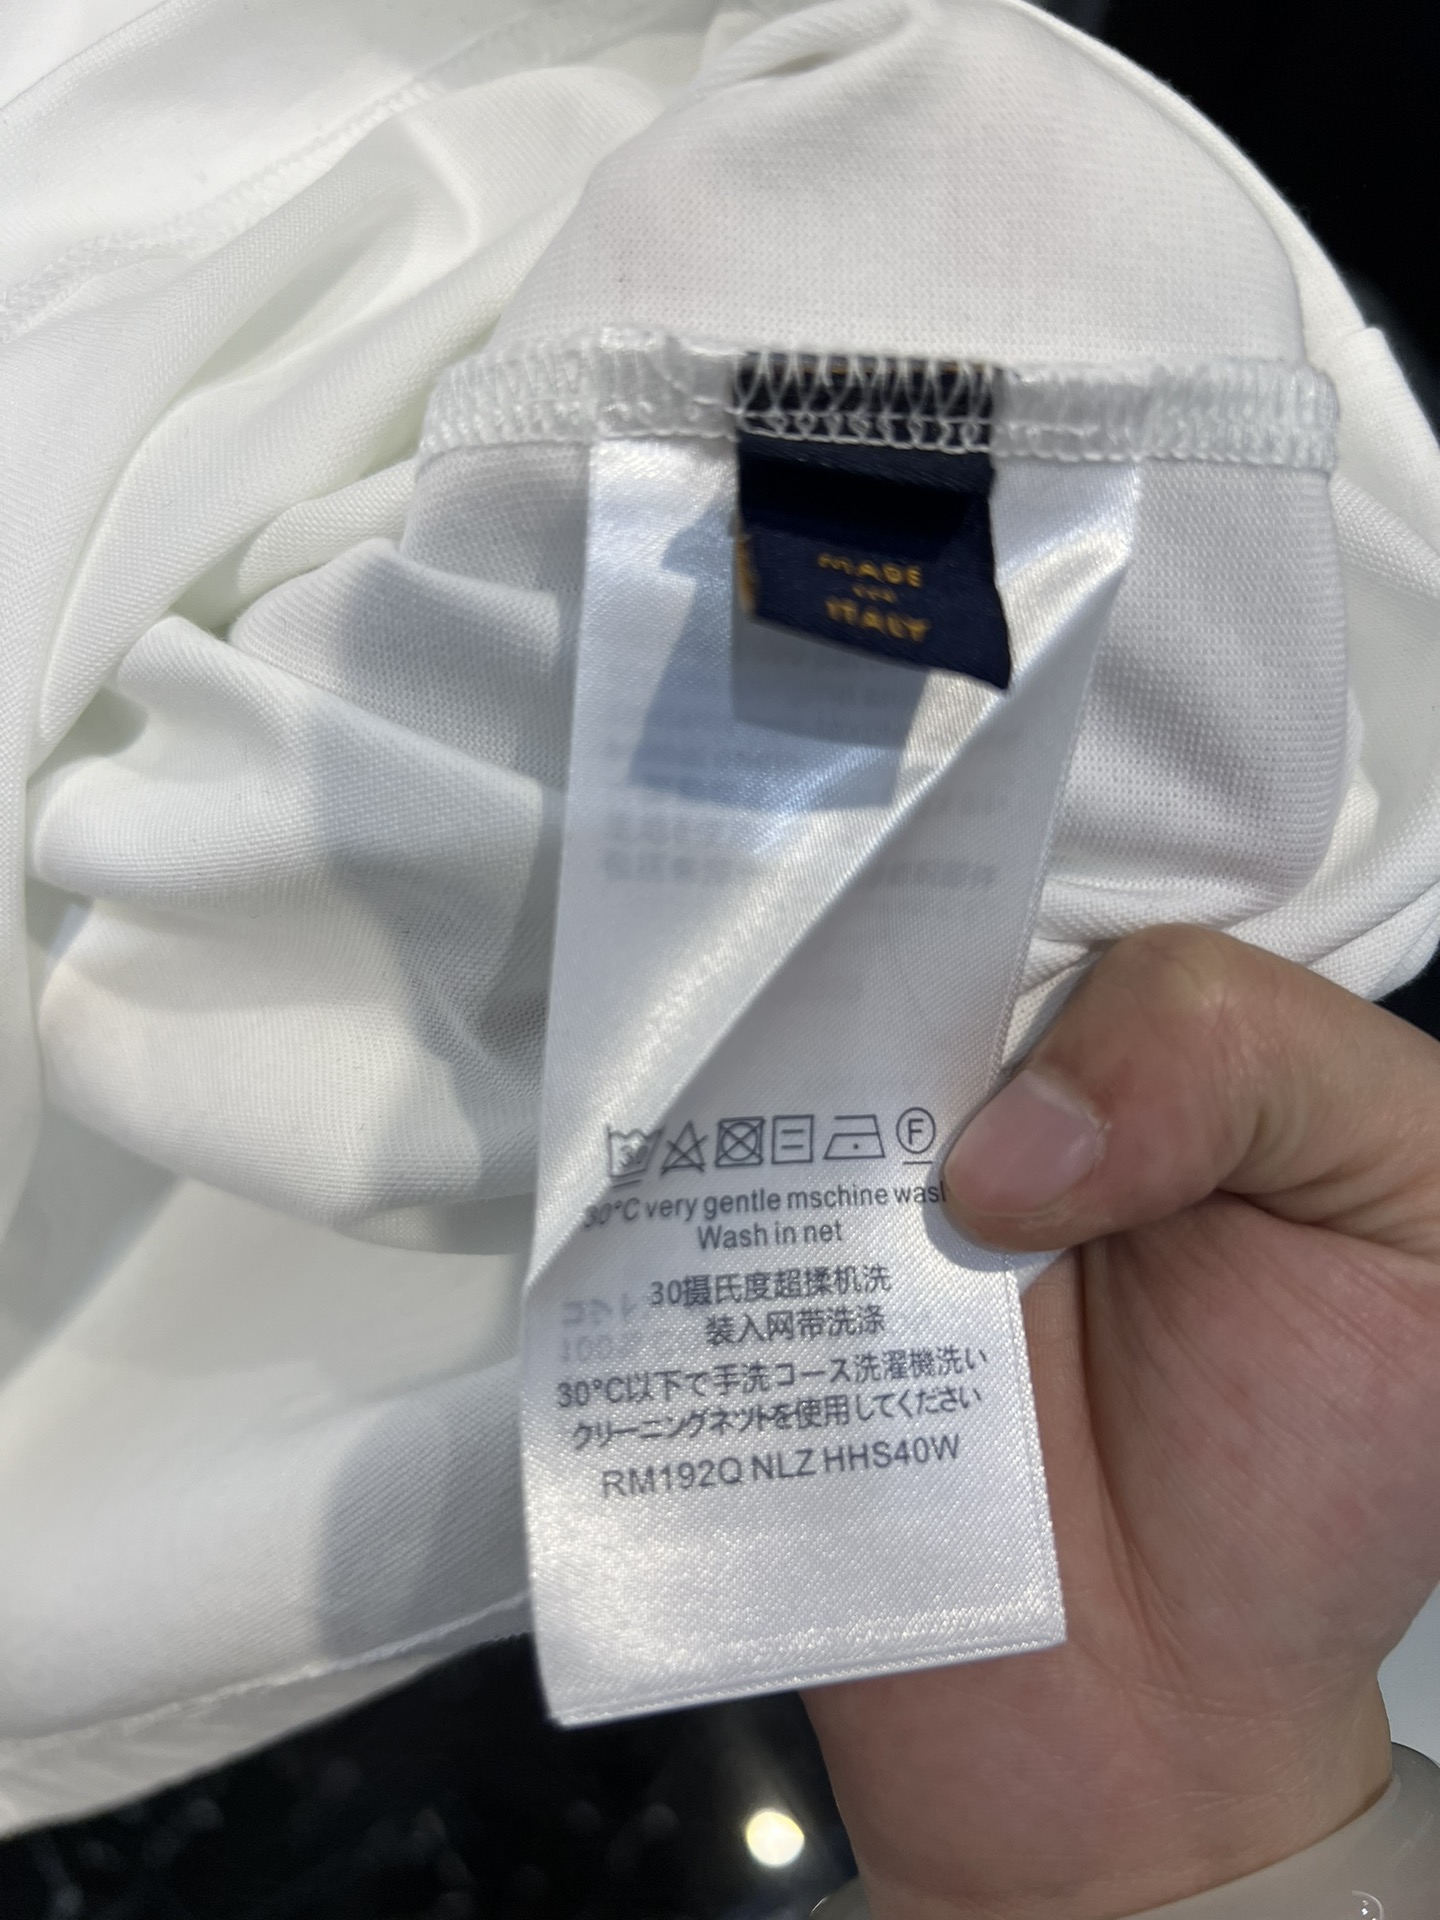 MADE
ITALY
30
F
30°C very gentle mschine wash
Wash in net
30摄氏度超揉机洗
装入网带洗涤
30°C以下で手洗コース洗濯機洗い
クリーニングネットを使用してください
RM192Q NLZ HHS40W